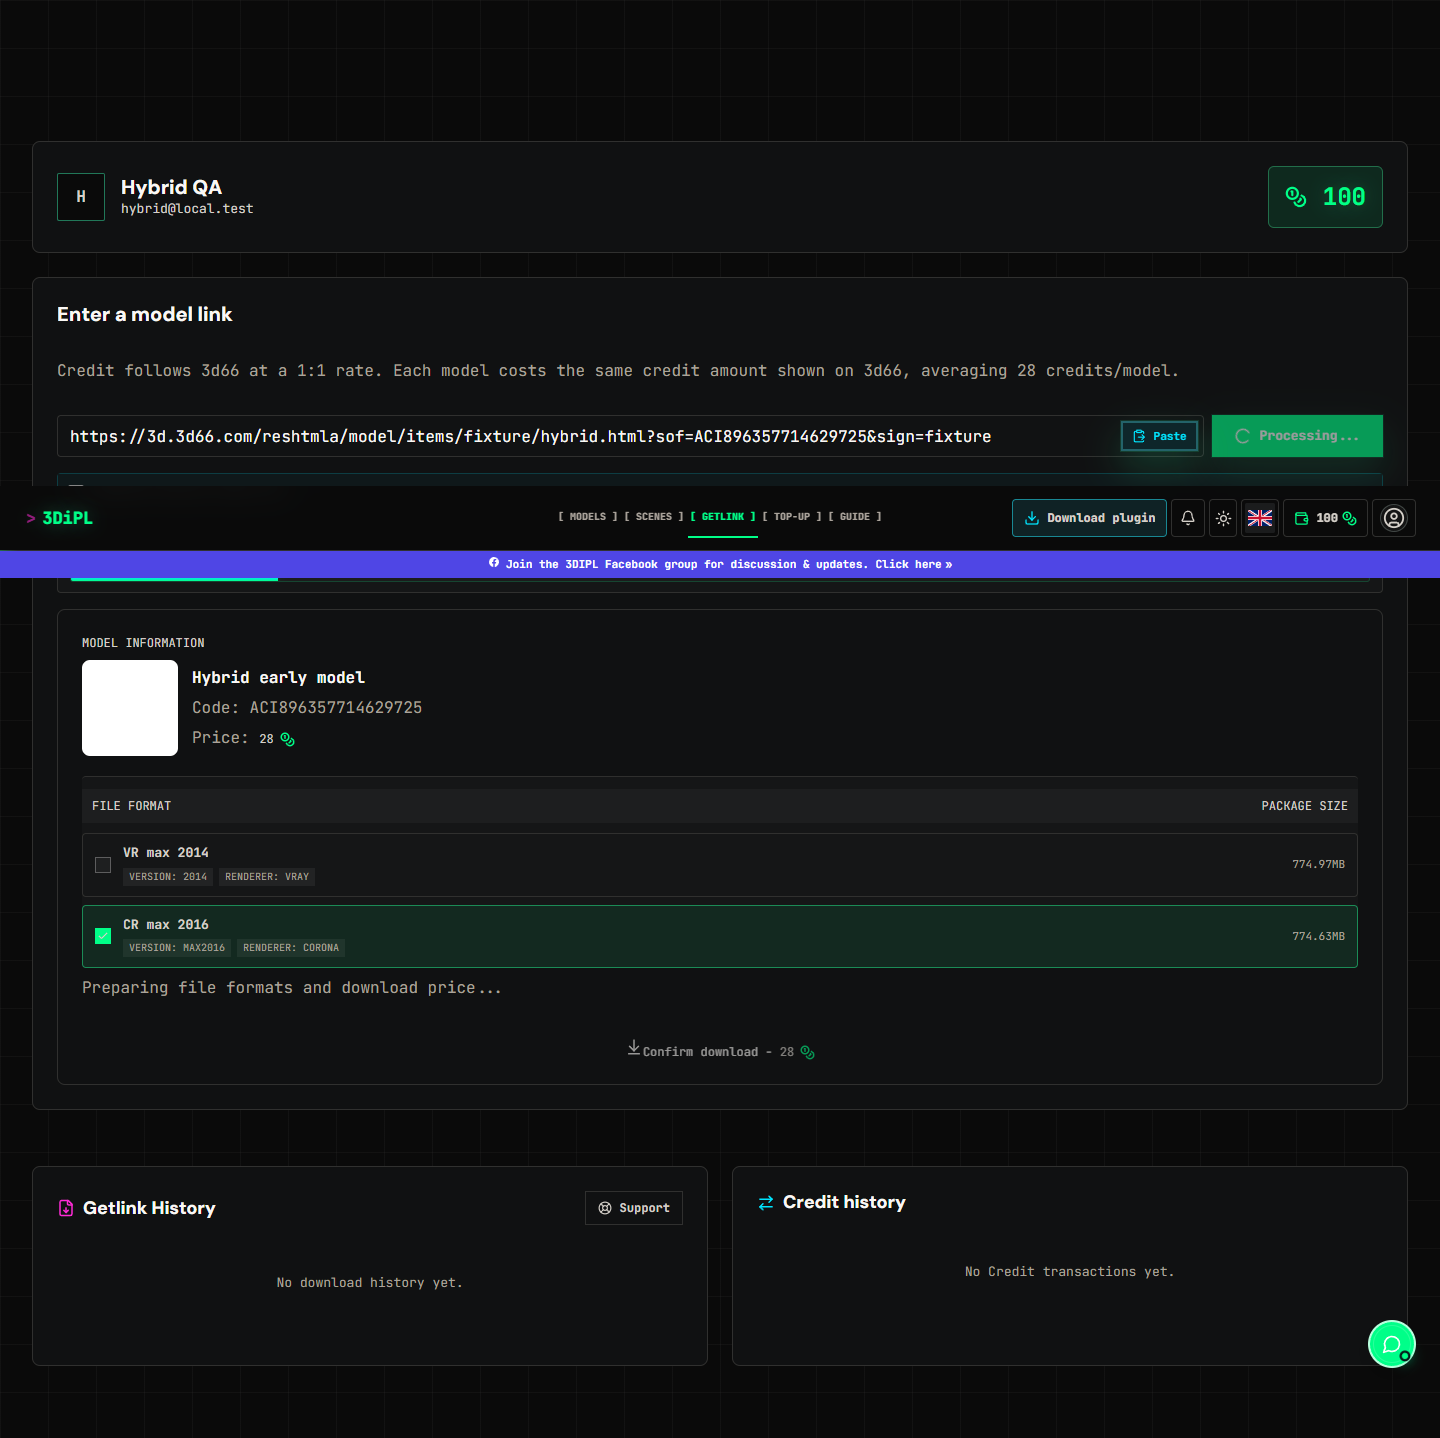 H
Hybrid QA
hybrid@local.test
100
Enter a model link
Credit follows 3d66 at a 1:1 rate. Each model costs the same credit amount shown on 3d66, averaging 28 credits/model.
https://3d.3d66.com/reshtmla/model/items/fixture/hybrid.html?sof=ACI896357714629725&sign=fixture
Paste
Processing...
> 3DiPL
[ MODELS ] [ SCENES ] [ GETLINK ] [ TOP-UP ] [ GUIDE ]
Download plugin
100
Join the 3DIPL Facebook group for discussion & updates. Click here »
MODEL INFORMATION
Hybrid early model
Code: ACI896357714629725
Price: 28
FILE FORMAT
PACKAGE SIZE
VR max 2014
VERSION: 2014 RENDERER: VRAY
774.97MB
CR max 2016
VERSION: MAX2016 RENDERER: CORONA
774.63MB
Preparing file formats and download price...
Confirm download - 28
Getlink History
Support
No download history yet.
Credit history
No Credit transactions yet.